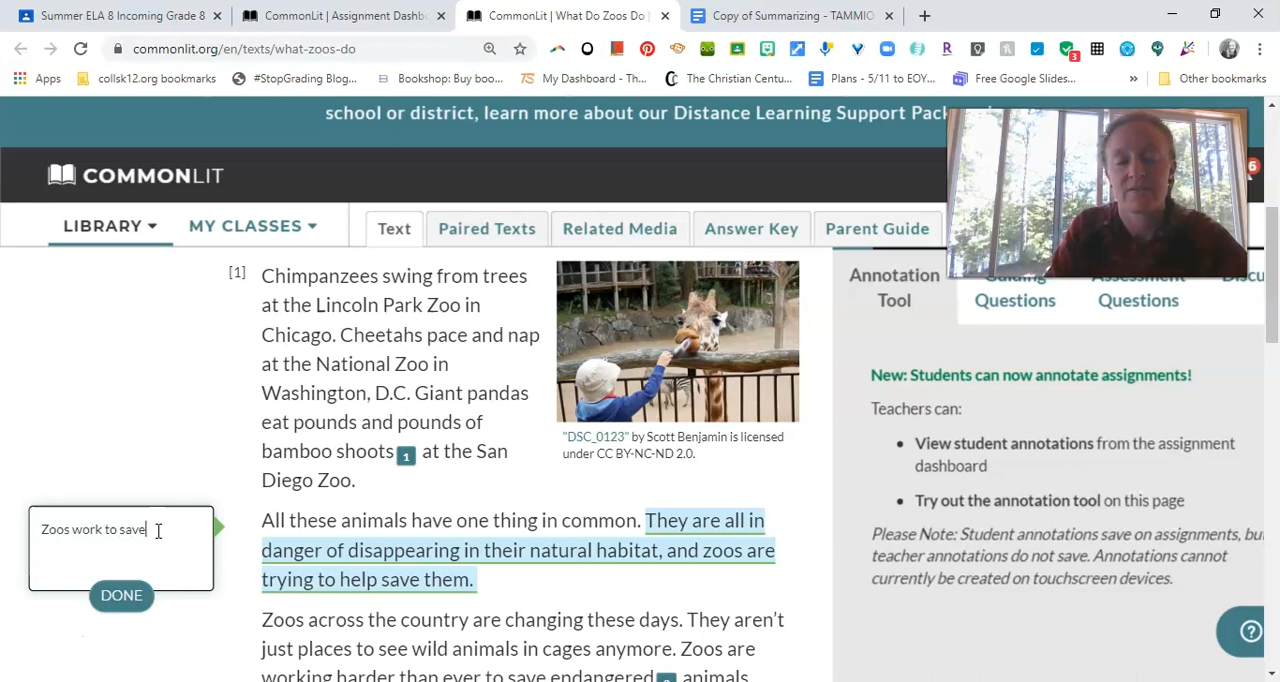 Summer ELA 8 Incoming Grade 8
CommonLit | Assignment Dashb
CommonLit | What Do Zoos Do
Copy of Summarizing - TAMMIO
commonlit.org/en/texts/what-zoos-do
3
Apps
collsk12.org bookmarks
#StopGrading Blog...
Bookshop: Buy boo...
My Dashboard - Th...
The Christian Centu...
Plans - 5/11 to EOY...
Free Google Slides...
»
Other bookmarks
school or district, learn more about our Distance Learning Support Pack
COMMONLIT
6
LIBRARY
MY CLASSES
Text
Paired Texts
Related Media
Answer Key
Parent Guide
[1]
Chimpanzees swing from trees
at the Lincoln Park Zoo in
Chicago. Cheetahs pace and nap
at the National Zoo in
Washington, D.C. Giant pandas
eat pounds and pounds of
bamboo shoots 1 at the San
Diego Zoo.
"DSC_0123" by Scott Benjamin is licensed
under CC BY-NC-ND 2.0.
Zoos work to save
DONE
All these animals have one thing in common. They are all in
danger of disappearing in their natural habitat, and zoos are
trying to help save them.
Zoos across the country are changing these days. They aren't
just places to see wild animals in cages anymore. Zoos are
working harder than ever to save endangered 2 animals
Annotation
Tool
Guiding
Questions
Assessment
Questions
Discu
New: Students can now annotate assignments!
Teachers can:
• View student annotations from the assignment
dashboard
• Try out the annotation tool on this page
Please Note: Student annotations save on assignments, but
teacher annotations do not save. Annotations cannot
currently be created on touchscreen devices.